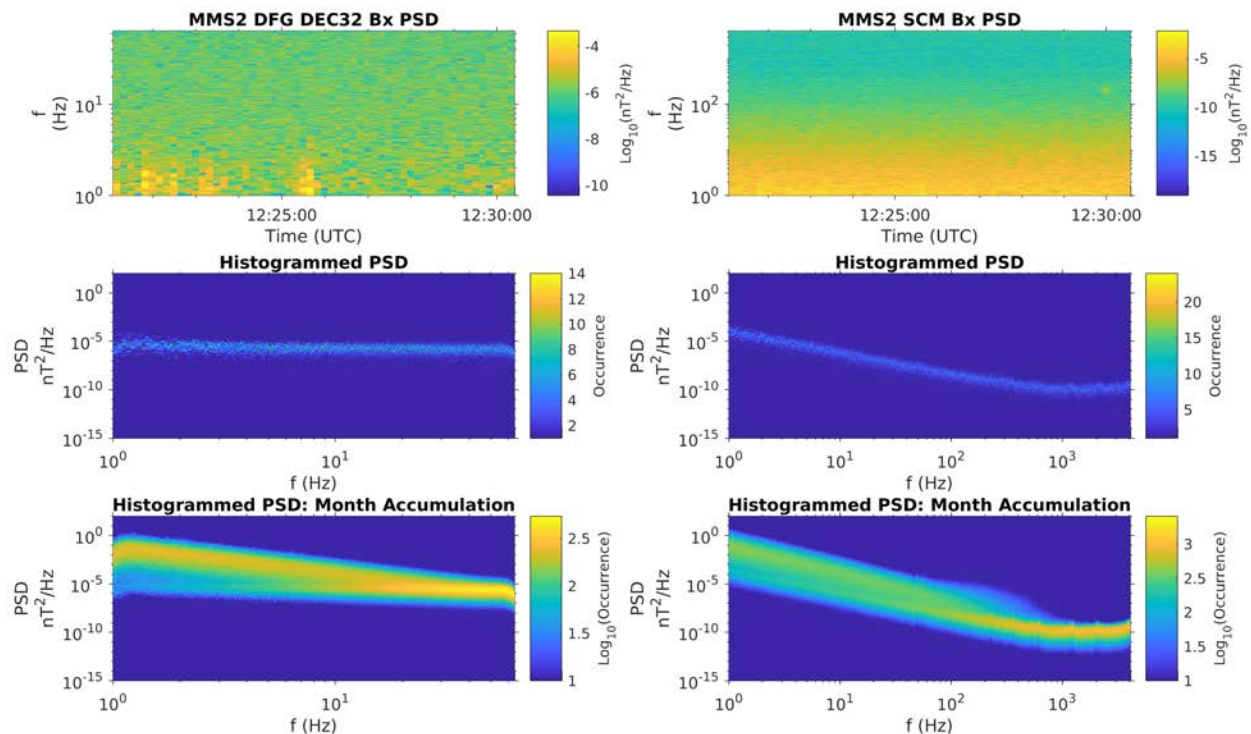 MMS2 DFG DEC32 Bx PSD
f
(Hz)
10¹
10⁰
12:25:00
12:30:00
Time (UTC)
-4
-6
-8
-10
Log₁₀(nT²/Hz)
MMS2 SCM Bx PSD
f
(Hz)
10²
10⁰
12:25:00
12:30:00
Time (UTC)
-5
-10
-15
Log₁₀(nT²/Hz)
Histogrammed PSD
PSD
nT²/Hz
10⁰
10⁻⁵
10⁻¹⁰
10⁻¹⁵
10⁰
10¹
f (Hz)
14
12
10
8
6
4
2
Occurrence
Histogrammed PSD
PSD
nT²/Hz
10⁰
10⁻⁵
10⁻¹⁰
10⁻¹⁵
10⁰
10¹
10²
10³
f (Hz)
20
15
10
5
Occurrence
Histogrammed PSD: Month Accumulation
PSD
nT²/Hz
10⁰
10⁻⁵
10⁻¹⁰
10⁻¹⁵
10⁰
10¹
f (Hz)
2.5
2
1.5
1
Log₁₀(Occurrence)
Histogrammed PSD: Month Accumulation
PSD
nT²/Hz
10⁰
10⁻⁵
10⁻¹⁰
10⁻¹⁵
10⁰
10¹
10²
10³
f (Hz)
3
2.5
2
1.5
1
Log₁₀(Occurrence)